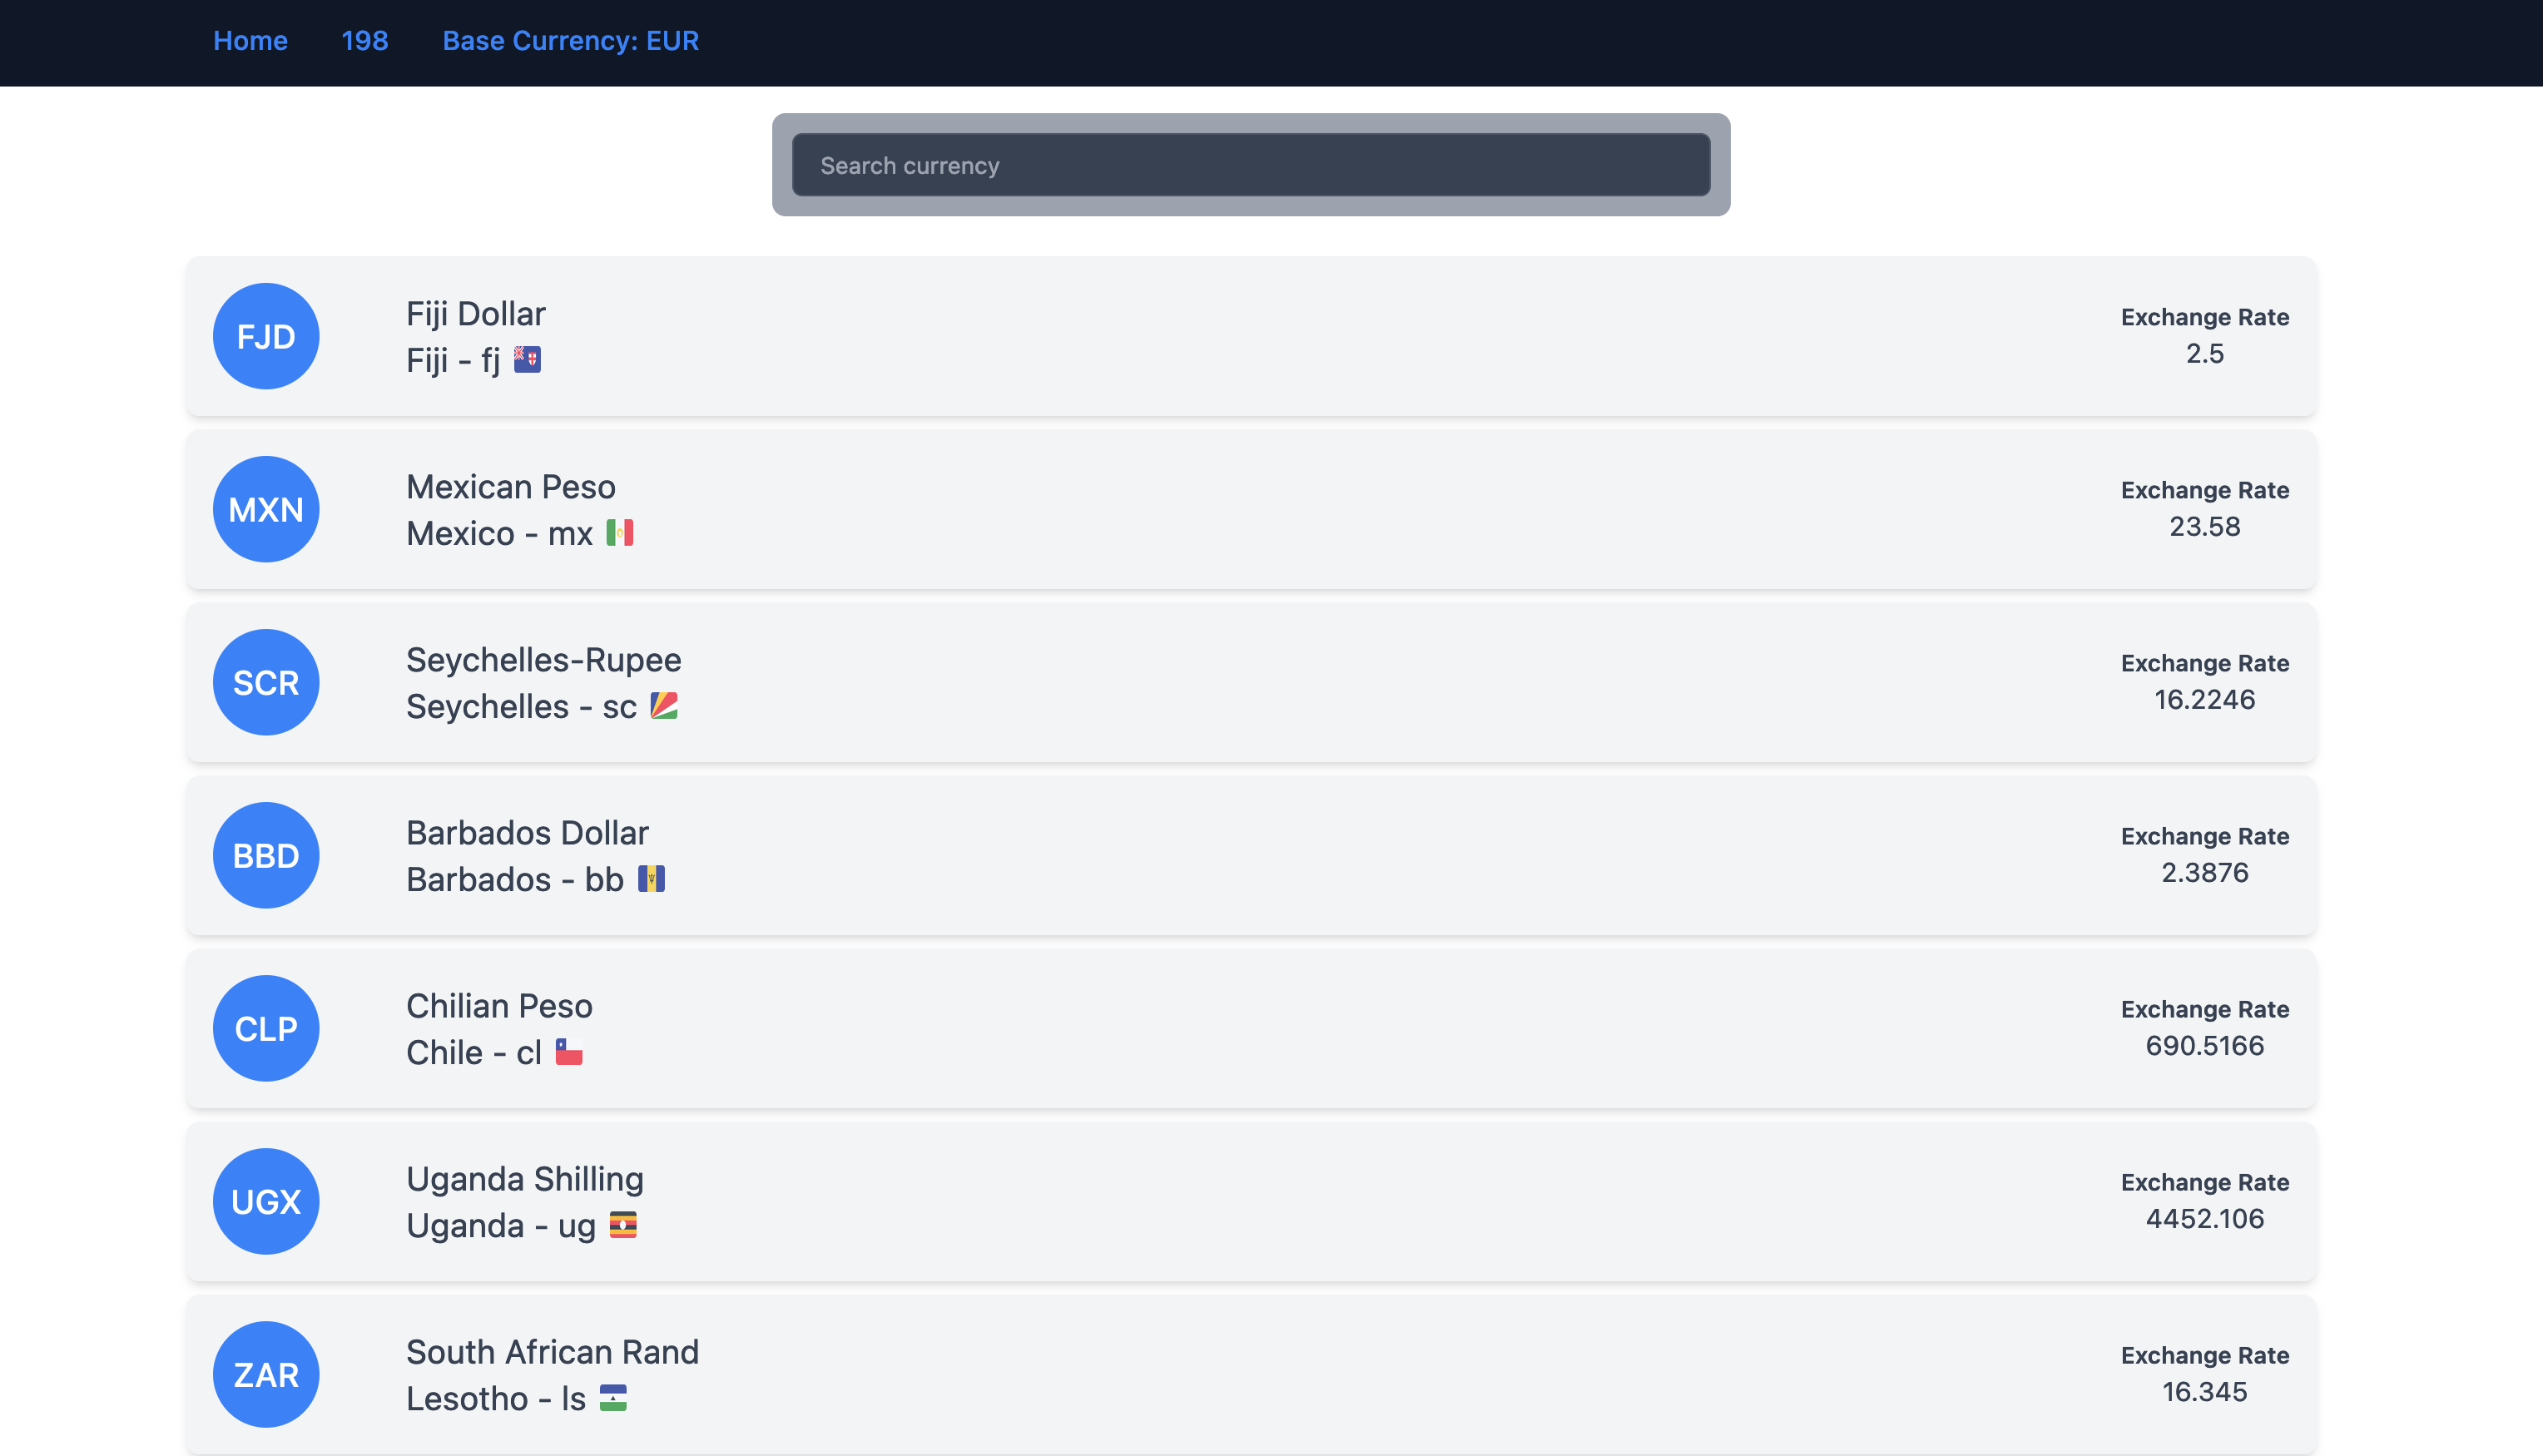 Home 198 Base Currency: EUR
Search currency
FJD
Fiji Dollar
Fiji - fj
Exchange Rate
2.5
MXN
Mexican Peso
Mexico - mx
Exchange Rate
23.58
SCR
Seychelles-Rupee
Seychelles - sc
Exchange Rate
16.2246
BBD
Barbados Dollar
Barbados - bb
Exchange Rate
2.3876
CLP
Chilian Peso
Chile - cl
Exchange Rate
690.5166
UGX
Uganda Shilling
Uganda - ug
Exchange Rate
4452.106
ZAR
South African Rand
Lesotho - ls
Exchange Rate
16.345